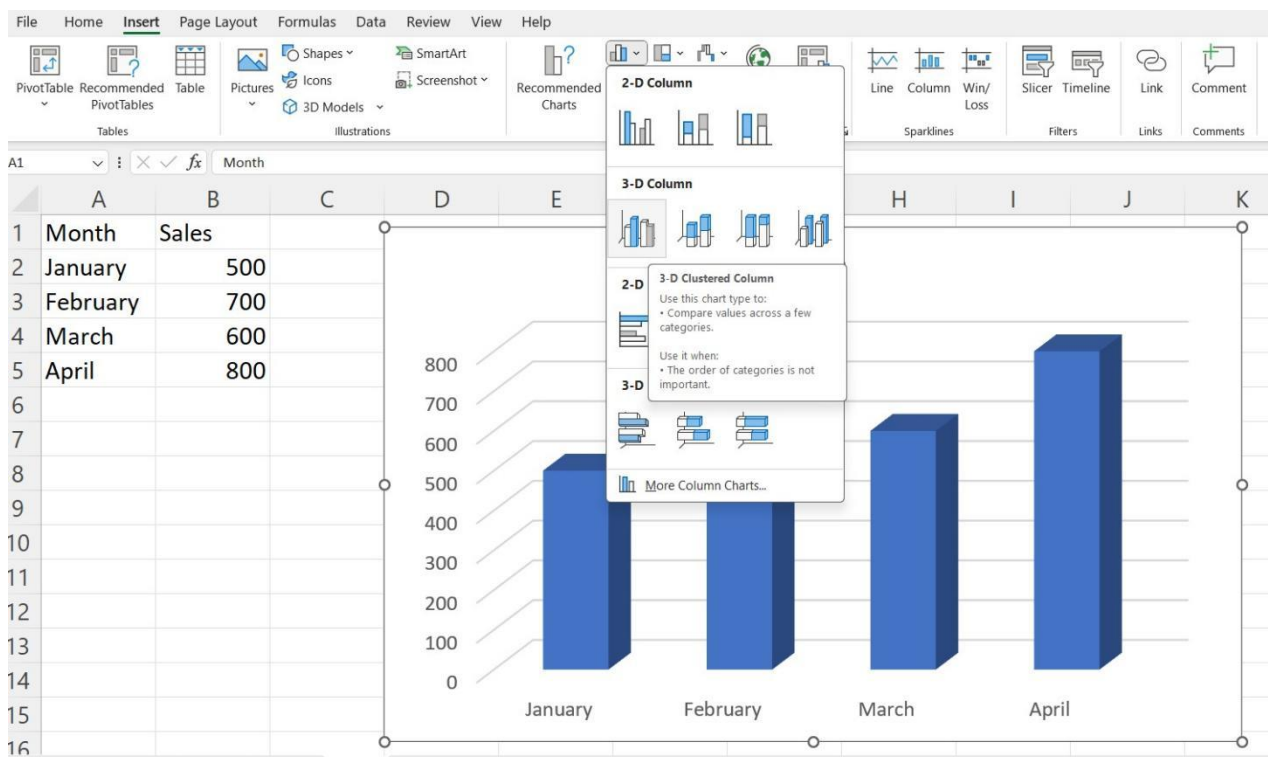 File Home Insert Page Layout Formulas Data Review View Help
PivotTable Recommended PivotTables Table
Pictures Shapes Icons 3D Models SmartArt Screenshot
Recommended Charts
Line Column Win/Loss
Slicer Timeline
Link
Comment
Tables Illustrations Sparklines Filters Links Comments
A1 fx Month
A B C D E H I J K
1 Month Sales
2 January 500
3 February 700
4 March 600
5 April 800
6
7
8
9
10
11
12
13
14
15
16
2-D Column
3-D Column
2-D
3-D
More Column Charts...
3-D Clustered Column
Use this chart type to:
• Compare values across a few
categories.
Use it when:
• The order of categories is not
important.
800
700
600
500
400
300
200
100
0
January February March April